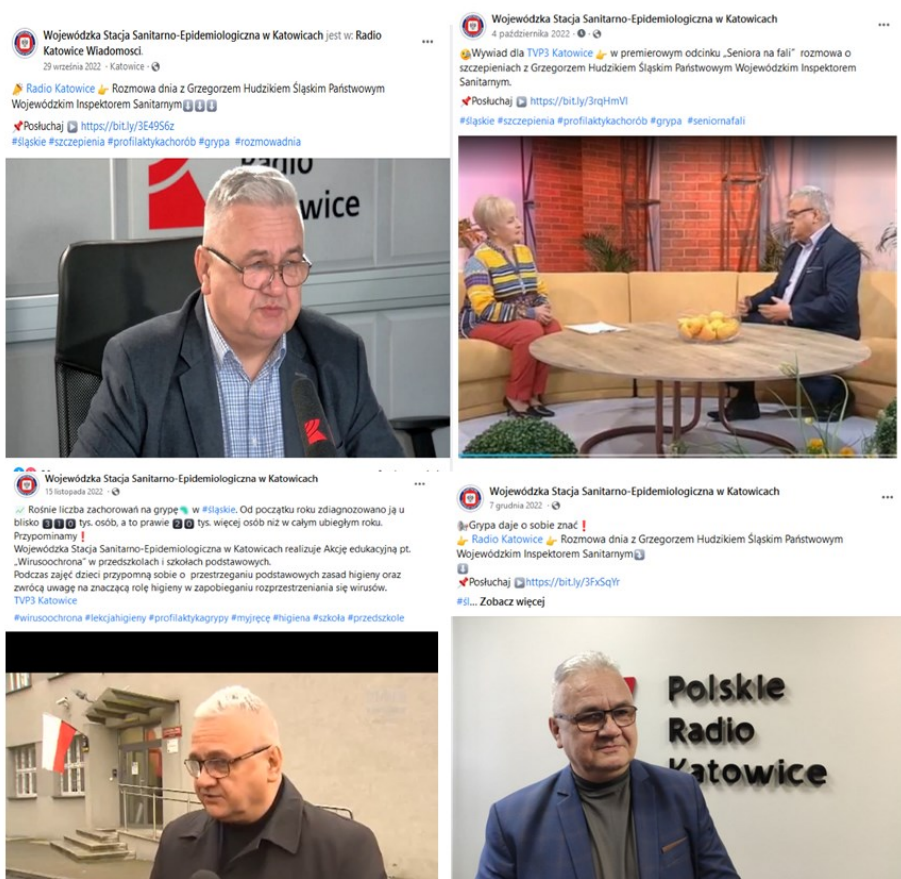 Wojewódzka Stacja Sanitarno-Epidemiologiczna w Katowicach jest w: Radio
Katowice Wiadomosci.
29 września 2022 · Katowice ·
Radio Katowice 👉 Rozmowa dnia z Grzegorzem Hudzikiem Śląskim Państwowym
Wojewódzkim Inspektorem Sanitarnym⬇️⬇️⬇️
📌Posłuchaj ▶️ https://bit.ly/3E49S6z
#śląskie #szczepienia #profilaktykachorób #grypa #rozmowadnia
Radio
wice
Wojewódzka Stacja Sanitarno-Epidemiologiczna w Katowicach
4 października 2022 ·
Wywiad dla TVP3 Katowice 👉 w premierowym odcinku „Seniora na fali” rozmowa o
szczepieniach z Grzegorzem Hudzikiem Śląskim Państwowym Wojewódzkim Inspektorem
Sanitarnym.
📌Posłuchaj ▶️ https://bit.ly/3rqHmVl
#śląskie #szczepienia #profilaktykachorób #grypa #seniornafali
Wojewódzka Stacja Sanitarno-Epidemiologiczna w Katowicach
15 listopada 2022 ·
📈 Rośnie liczba zachorowań na grypę🦠 w #śląskie. Od początku roku zdiagnozowano ją u
blisko 3️⃣1️⃣0️⃣ tys. osób, a to prawie 2️⃣0️⃣ tys. więcej osób niż w całym ubiegłym roku.
Przypominamy❗
Wojewódzka Stacja Sanitarno-Epidemiologiczna w Katowicach realizuje Akcję edukacyjną pt.
„Wirusoochrona” w przedszkolach i szkołach podstawowych.
Podczas zajęć dzieci przypomną sobie o przestrzeganiu podstawowych zasad higieny oraz
zwrócą uwagę na znaczącą rolę higieny w zapobieganiu rozprzestrzeniania się wirusów.
TVP3 Katowice
#wirusoochrona #lekcjahigieny #profilaktykagrypy #myjręce #higiena #szkoła #przedszkole
Wojewódzka Stacja Sanitarno-Epidemiologiczna w Katowicach
7 grudnia 2022 ·
Grypa daje o sobie znać❗
👉 Radio Katowice 👉 Rozmowa dnia z Grzegorzem Hudzikiem Śląskim Państwowym
Wojewódzkim Inspektorem Sanitarnym⬇️
⬇️
📌Posłuchaj ▶️https://bit.ly/3FxSqYr
#śl... Zobacz więcej
Polskie
Radio
Katowice